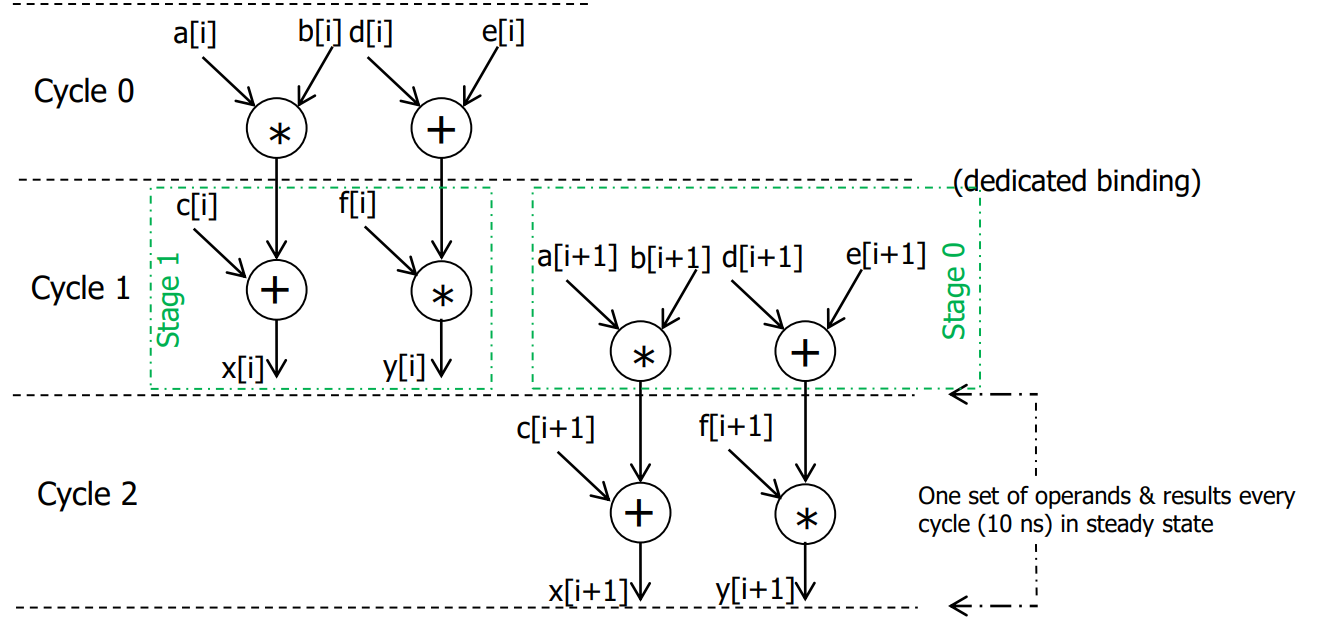 a[i] b[i] d[i] e[i]
Cycle 0
* +
(dedicated binding)
c[i] f[i]
a[i+1] b[i+1] d[i+1] e[i+1]
Cycle 1
Stage 1
+ *
Stage 0
* +
x[i] y[i]
c[i+1] f[i+1]
Cycle 2
+ *
One set of operands & results every
cycle (10 ns) in steady state
x[i+1] y[i+1]